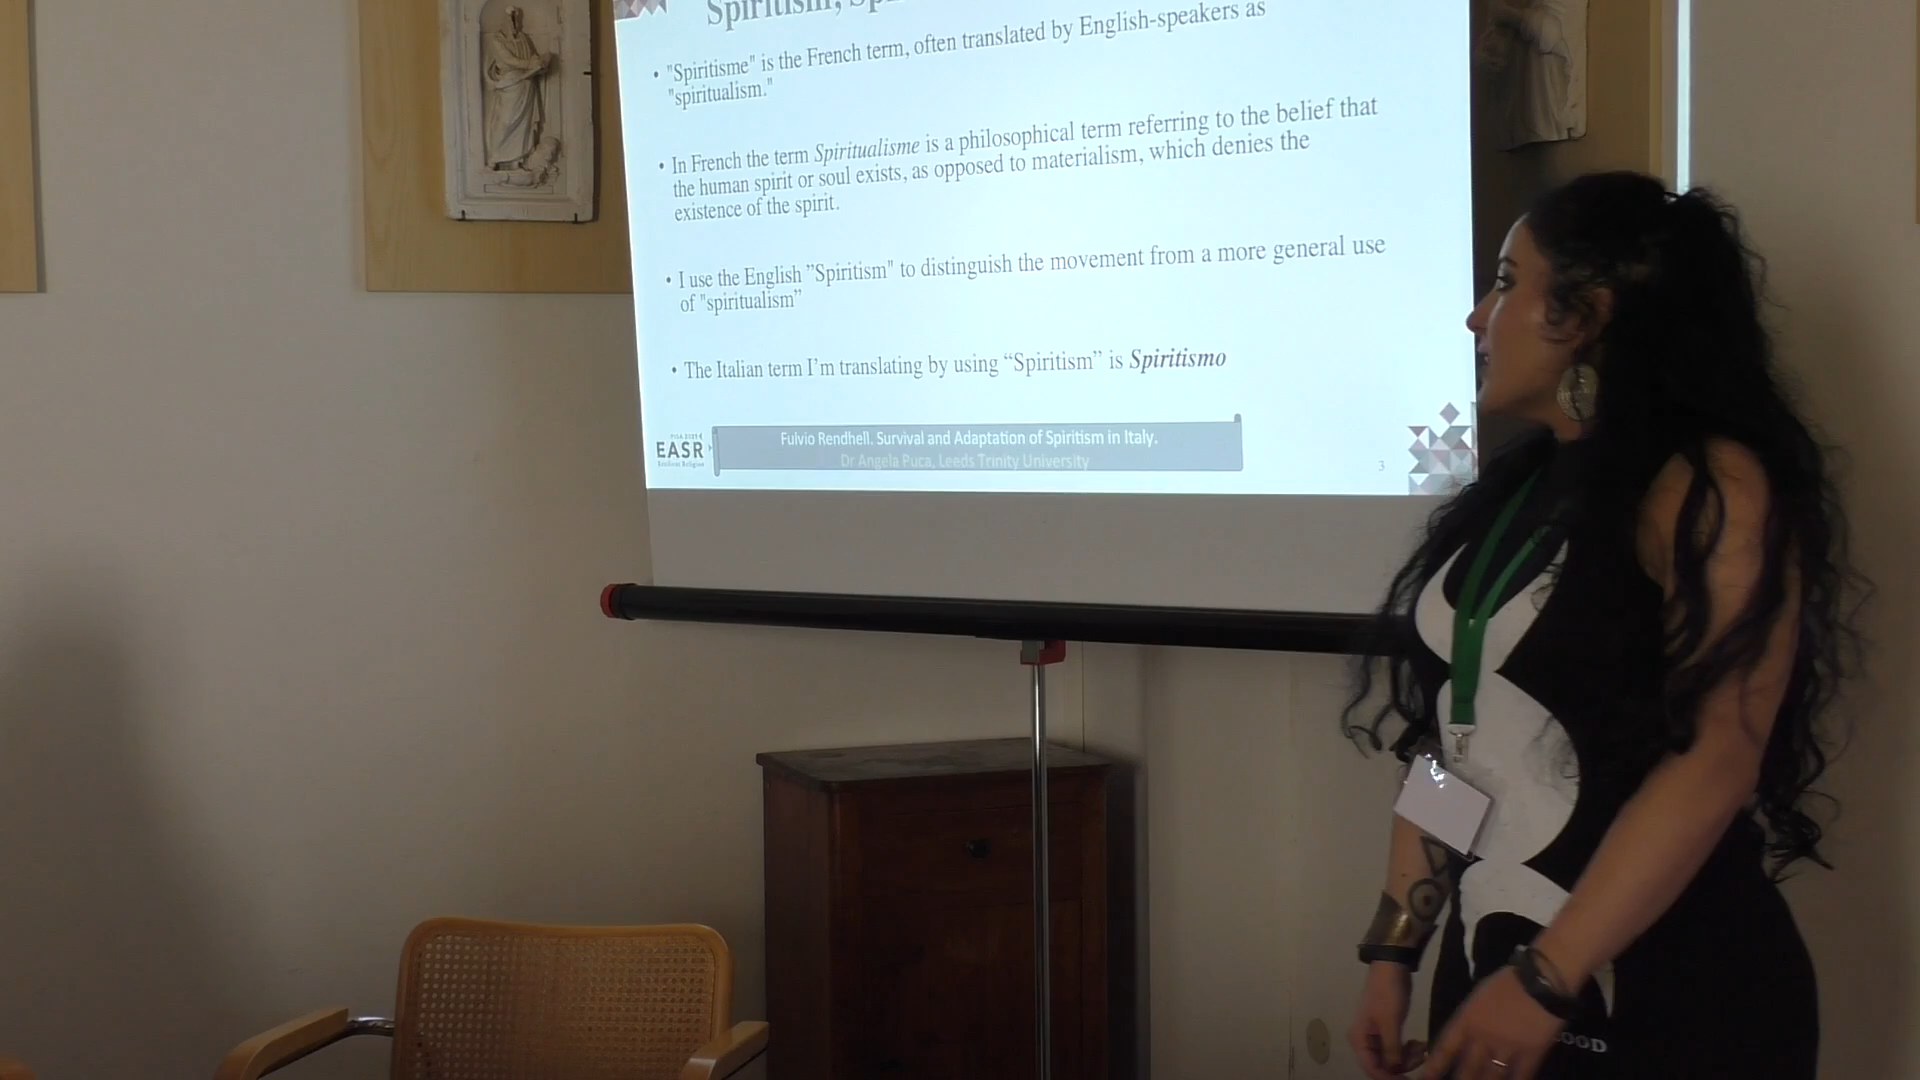 Spiritism,
• "Spiritisme" is the French term, often translated by English-speakers as
"spiritualism."
• In French the term Spiritualisme is a philosophical term referring to the belief that
the human spirit or soul exists, as opposed to materialism, which denies the
existence of the spirit.
• I use the English ”Spiritism" to distinguish the movement from a more general use
of "spiritualism”
• The Italian term I’m translating by using “Spiritism” is Spiritismo
EASR
Fulvio Rendhell. Survival and Adaptation of Spiritism in Italy.
Dr Angela Puca, Leeds Trinity University
3
OOD